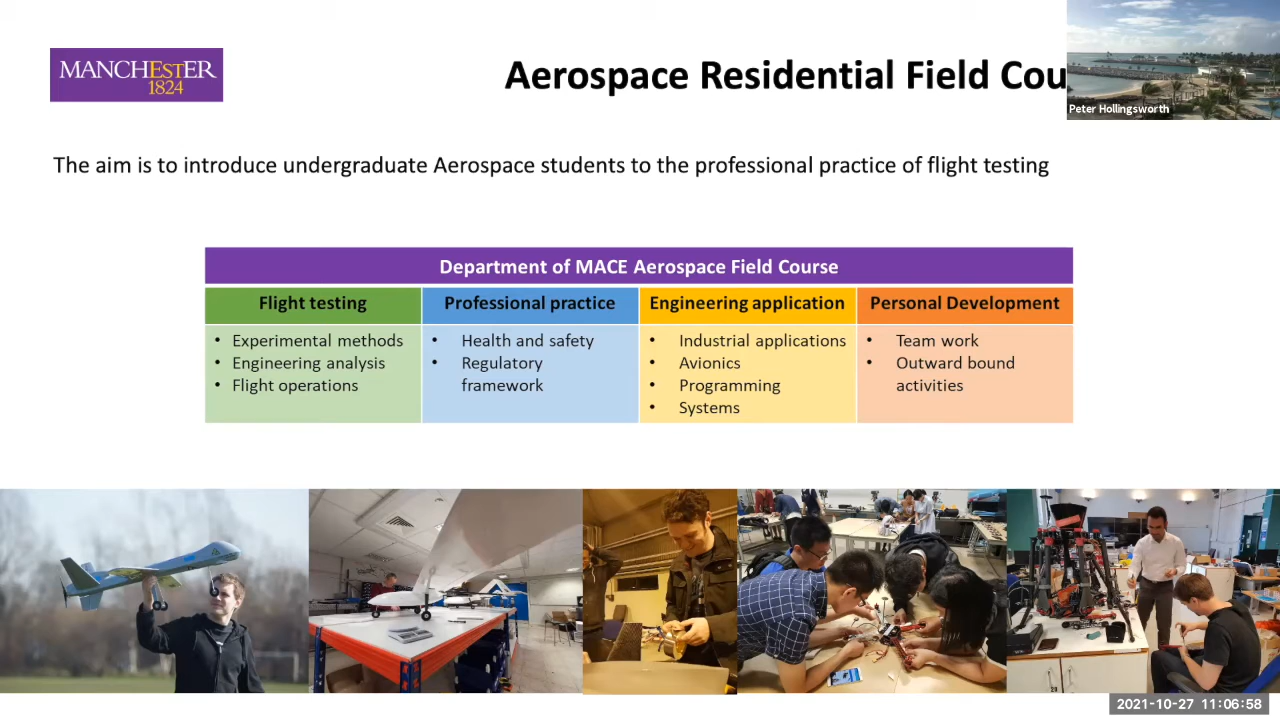 MANCHESTER
1824
Aerospace Residential Field Cou
Peter Hollingsworth
The aim is to introduce undergraduate Aerospace students to the professional practice of flight testing
Department of MACE Aerospace Field Course
Flight testing
• Experimental methods
• Engineering analysis
• Flight operations
Professional practice
• Health and safety
• Regulatory
framework
Engineering application
• Industrial applications
• Avionics
• Programming
• Systems
Personal Development
• Team work
• Outward bound
activities
2021-10-27 11:06:58